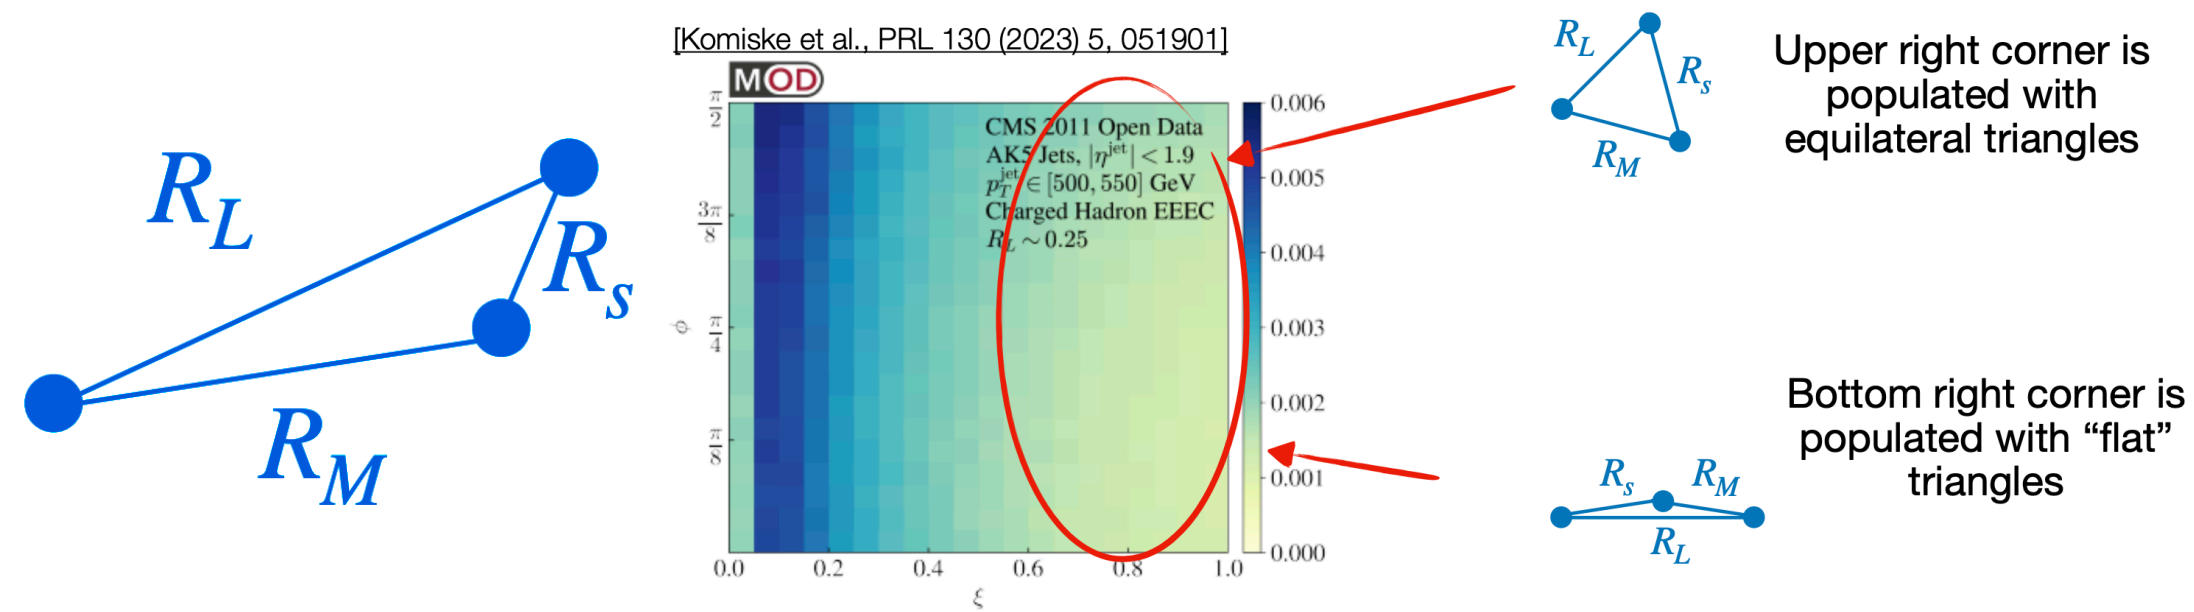 [Komiske et al., PRL 130 (2023) 5, 051901]
MOD
R_L
R_s
R_M
π/2
3π/8
π/4
π/8
ϕ
CMS 2011 Open Data
AK5 Jets, |η^jet| < 1.9
p_T^jet ∈ [500, 550] GeV
Charged Hadron EEEC
R_L ~ 0.25
0.0 0.2 0.4 0.6 0.8 1.0
ξ
0.006
0.005
0.004
0.003
0.002
0.001
0.000
R_L
R_s
R_M
Upper right corner is
populated with
equilateral triangles
R_s R_M
R_L
Bottom right corner is
populated with “flat”
triangles